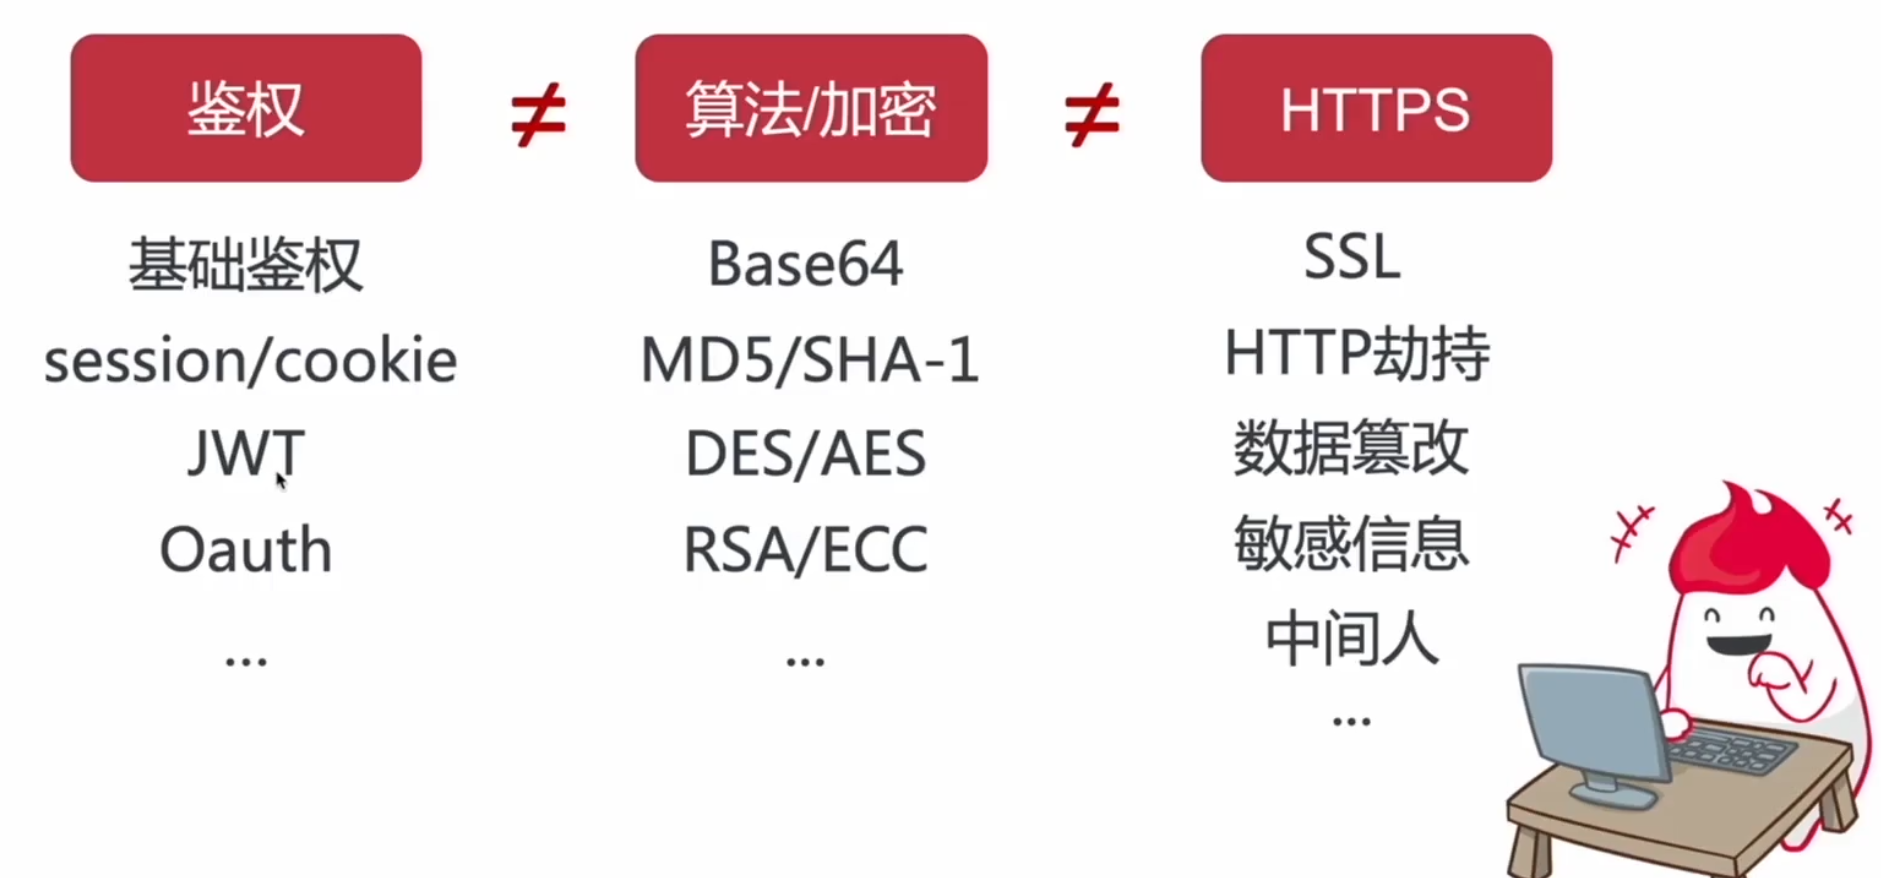 鉴权 ≠ 算法/加密 ≠ HTTPS
基础鉴权
session/cookie
JWT
Oauth
...
Base64
MD5/SHA-1
DES/AES
RSA/ECC
...
SSL
HTTP劫持
数据篡改
敏感信息
中间人
...